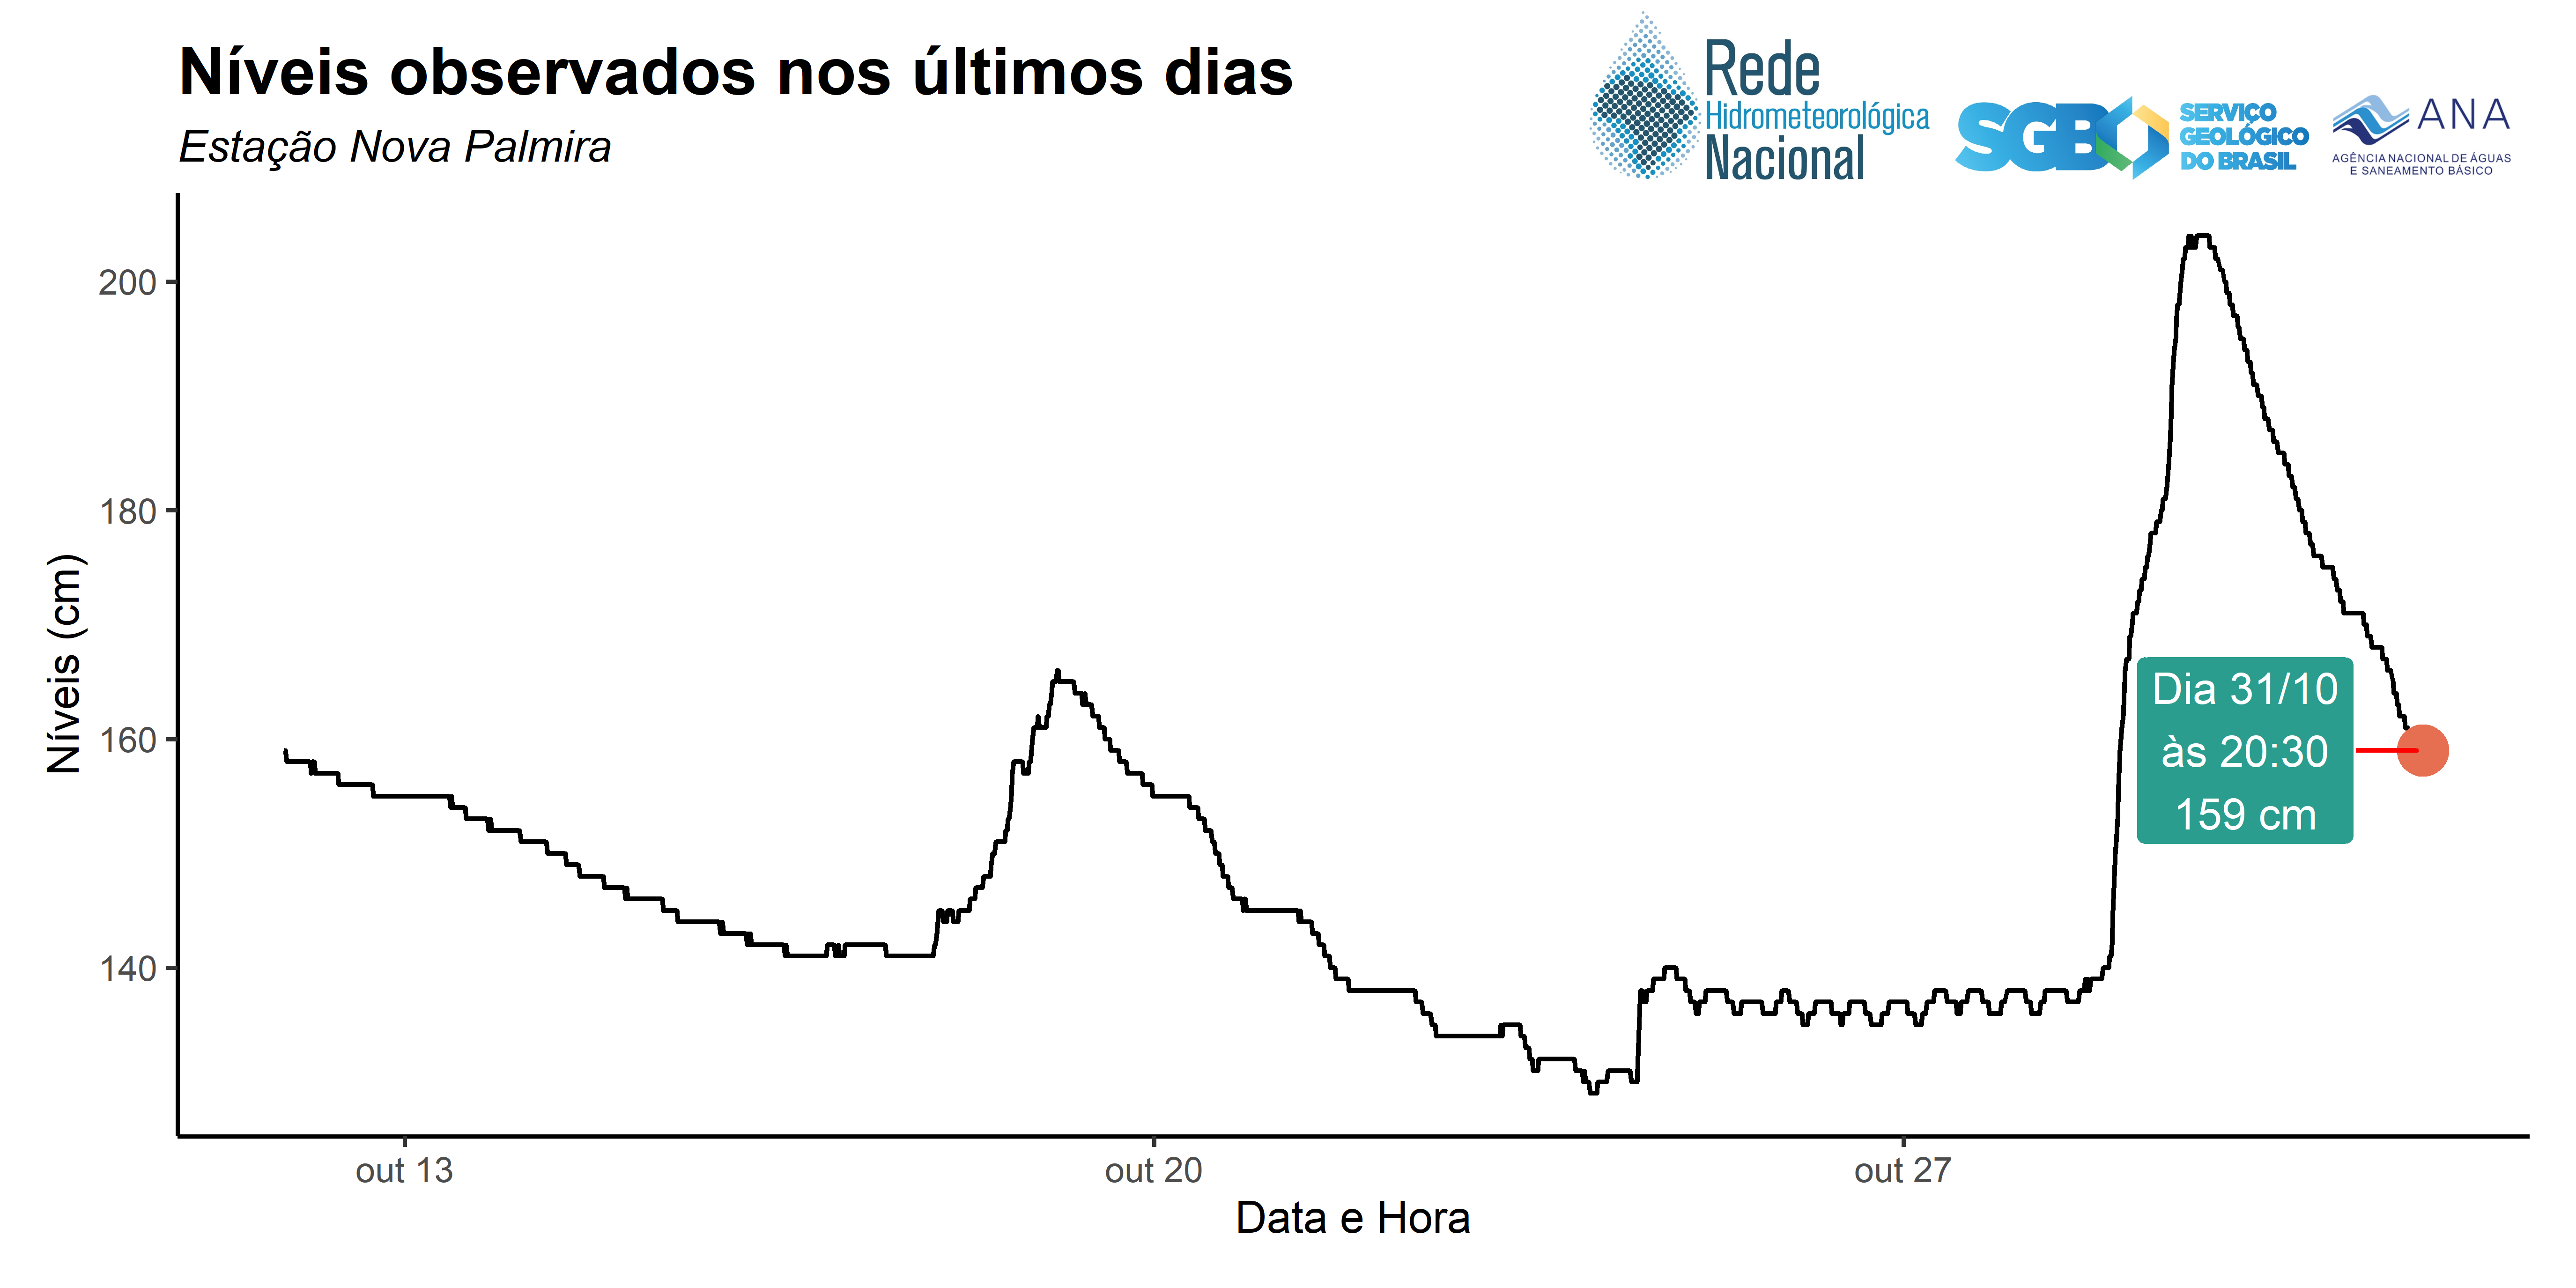 Níveis observados nos últimos dias
Estação Nova Palmira
Rede
Hidrometeorológica
Nacional
SGB
SERVIÇO
GEOLÓGICO
DO BRASIL
ANA
AGÊNCIA NACIONAL DE ÁGUAS
E SANEAMENTO BÁSICO
Níveis (cm)
200
180
160
140
Dia 31/10
às 20:30
159 cm
out 13
out 20
out 27
Data e Hora